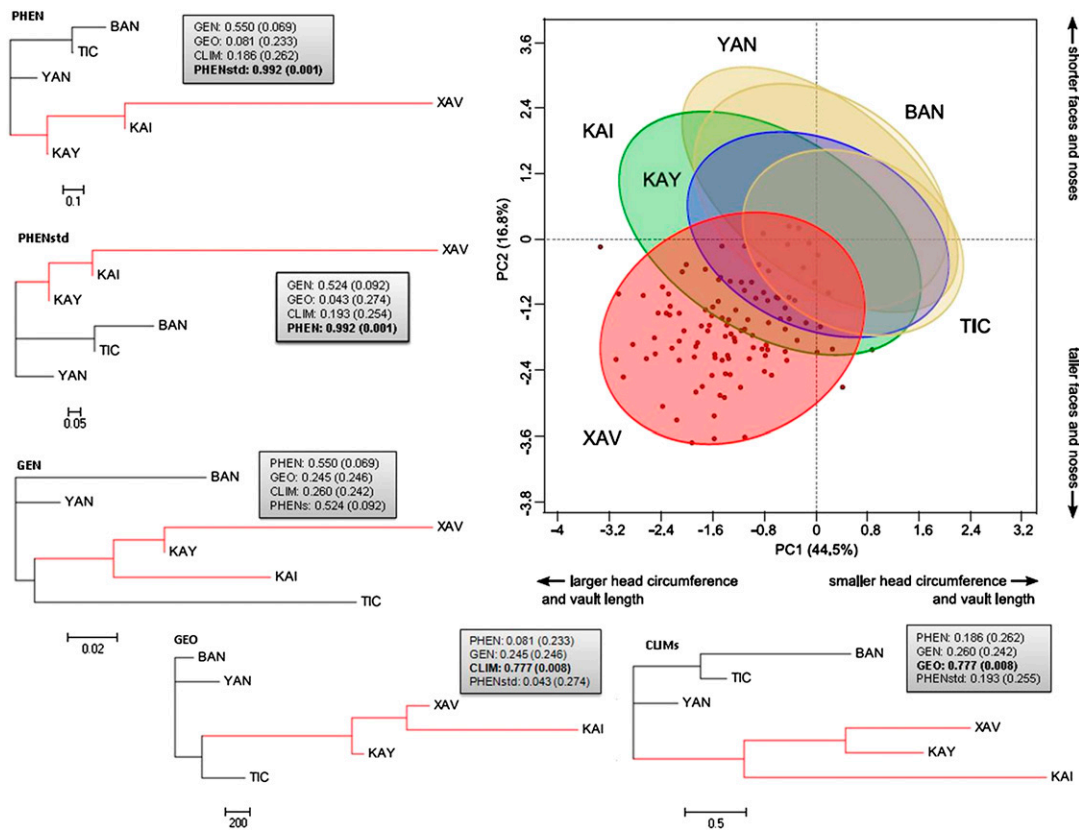 PHEN
BAN
TIC
YAN
XAV
KAI
KAY
0.1
GEN: 0.550 (0.069)
GEO: 0.081 (0.233)
CLIM: 0.186 (0.262)
PHENstd: 0.992 (0.001)
PHENstd
XAV
KAI
KAY
BAN
TIC
YAN
0.05
GEN: 0.524 (0.092)
GEO: 0.043 (0.274)
CLIM: 0.193 (0.254)
PHEN: 0.992 (0.001)
GEN
BAN
YAN
XAV
KAY
KAI
TIC
0.02
PHEN: 0.550 (0.069)
GEO: 0.245 (0.246)
CLIM: 0.260 (0.242)
PHENs: 0.524 (0.092)
YAN
BAN
KAI
KAY
TIC
XAV
PC2 (16.8%)
3.6
2.4
1.2
0
-1.2
-2.4
-3.6
-3.8
-4 -3.2 -2.4 -1.6 -0.8 0 0.8 1.6 2.4 3.2
PC1 (44,5%)
shorter faces and noses
taller faces and noses
larger head circumference
and vault length
smaller head circumference
and vault length
GEO
BAN
YAN
XAV
KAI
KAY
TIC
200
PHEN: 0.081 (0.233)
GEN: 0.245 (0.246)
CLIM: 0.777 (0.008)
PHENstd: 0.043 (0.274)
CLIMs
BAN
TIC
YAN
XAV
KAY
KAI
0.5
PHEN: 0.186 (0.262)
GEN: 0.260 (0.242)
GEO: 0.777 (0.008)
PHENstd: 0.193 (0.255)